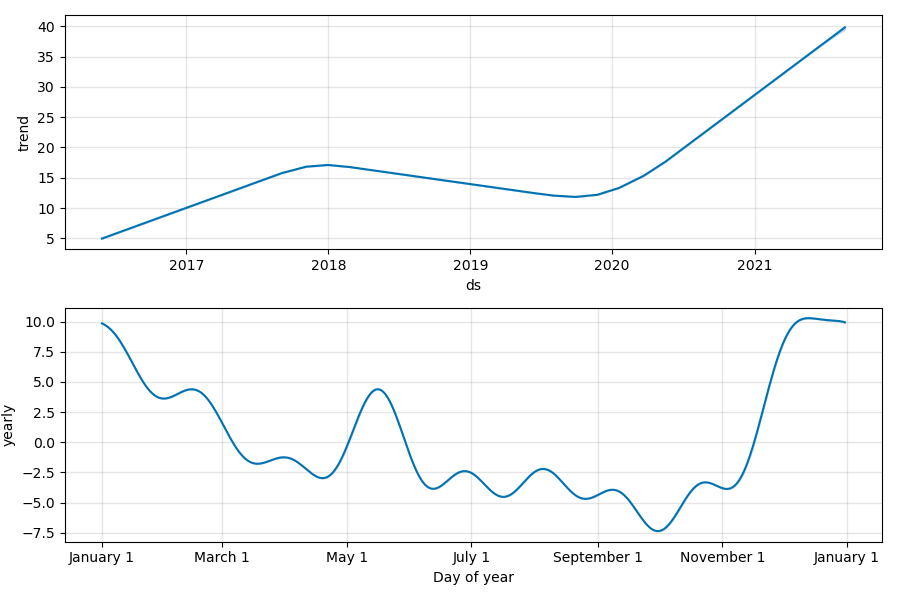 40
35
30
25
20
15
10
5
trend
2017 2018 2019 2020 2021
ds
10.0
7.5
5.0
2.5
0.0
−2.5
−5.0
−7.5
yearly
January 1 March 1 May 1 July 1 September 1 November 1 January 1
Day of year